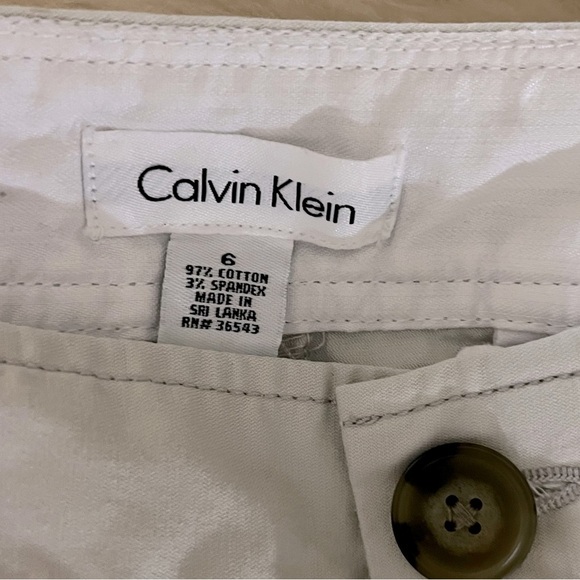 Calvin Klein
6
97% COTTON
3% SPANDEX
MADE IN
SRI LANKA
RN# 36543